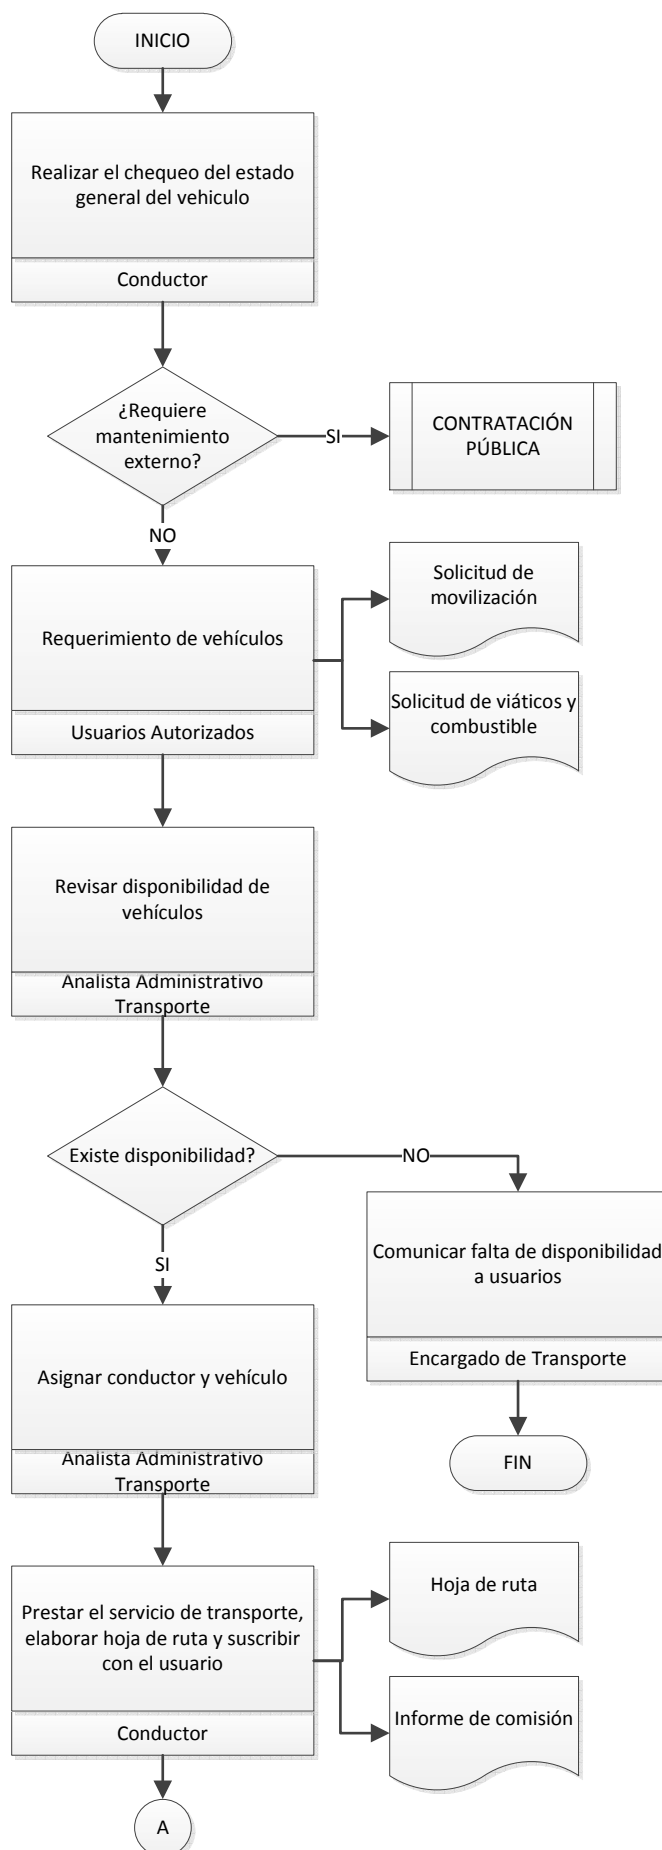 INICIO
Realizar el chequeo del estado
general del vehiculo
Conductor
¿Requiere
mantenimiento
externo?
SI
CONTRATACIÓN
PÚBLICA
NO
Requerimiento de vehículos
Usuarios Autorizados
Solicitud de
movilización
Solicitud de viáticos y
combustible
Revisar disponibilidad de
vehículos
Analista Administrativo
Transporte
Existe disponibilidad?
NO
Comunicar falta de disponibilidad
a usuarios
Encargado de Transporte
FIN
SI
Asignar conductor y vehículo
Analista Administrativo
Transporte
Prestar el servicio de transporte,
elaborar hoja de ruta y suscribir
con el usuario
Conductor
Hoja de ruta
Informe de comisión
A